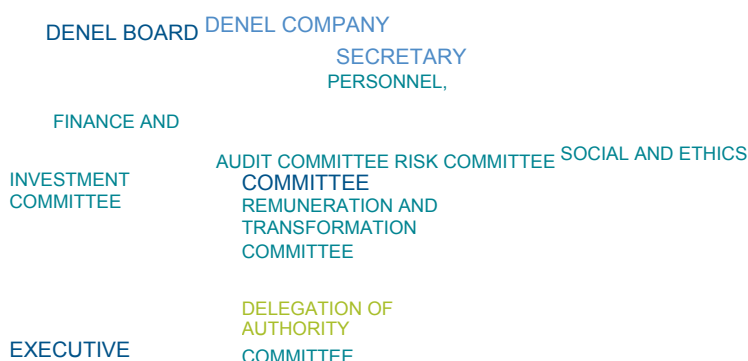 DENEL BOARD DENEL COMPANY
SECRETARY
PERSONNEL,
FINANCE AND
AUDIT COMMITTEE RISK COMMITTEE SOCIAL AND ETHICS
INVESTMENT
COMMITTEE
COMMITTEE
REMUNERATION AND
TRANSFORMATION
COMMITTEE
DELEGATION OF
AUTHORITY
EXECUTIVE
COMMITTEE